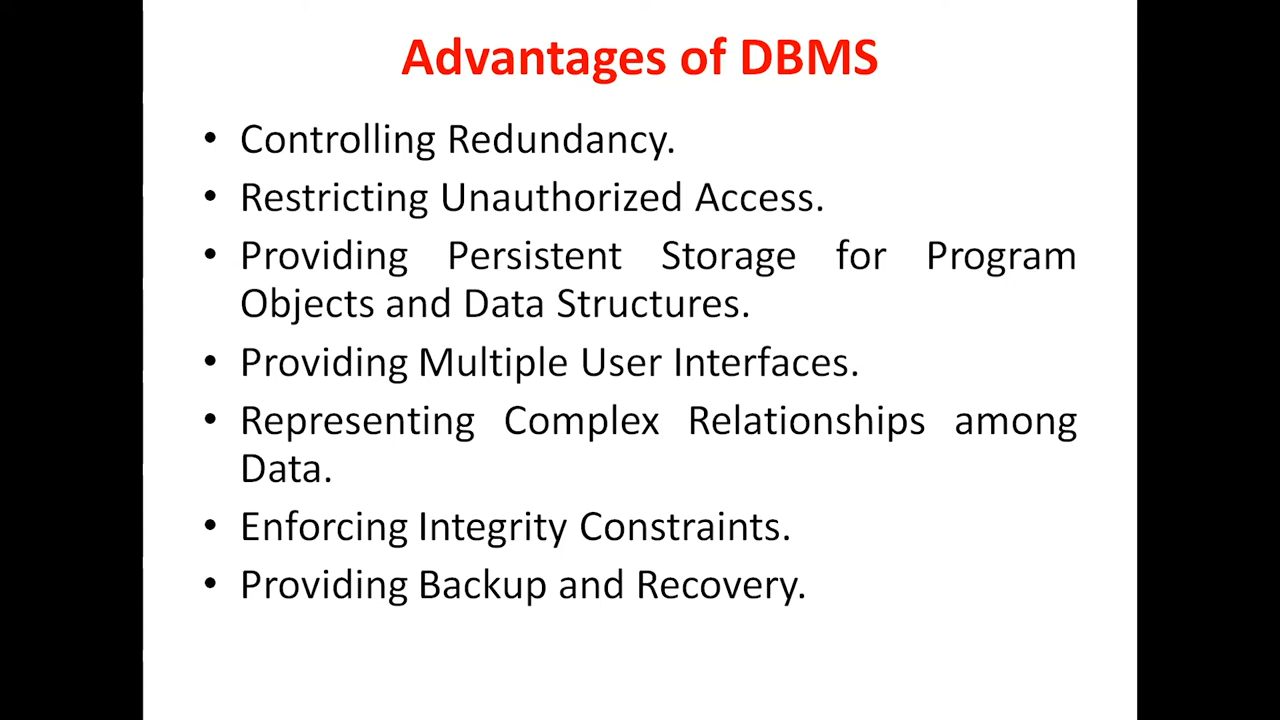 Advantages of DBMS
• Controlling Redundancy.
• Restricting Unauthorized Access.
• Providing Persistent Storage for Program
Objects and Data Structures.
• Providing Multiple User Interfaces.
• Representing Complex Relationships among
Data.
• Enforcing Integrity Constraints.
• Providing Backup and Recovery.